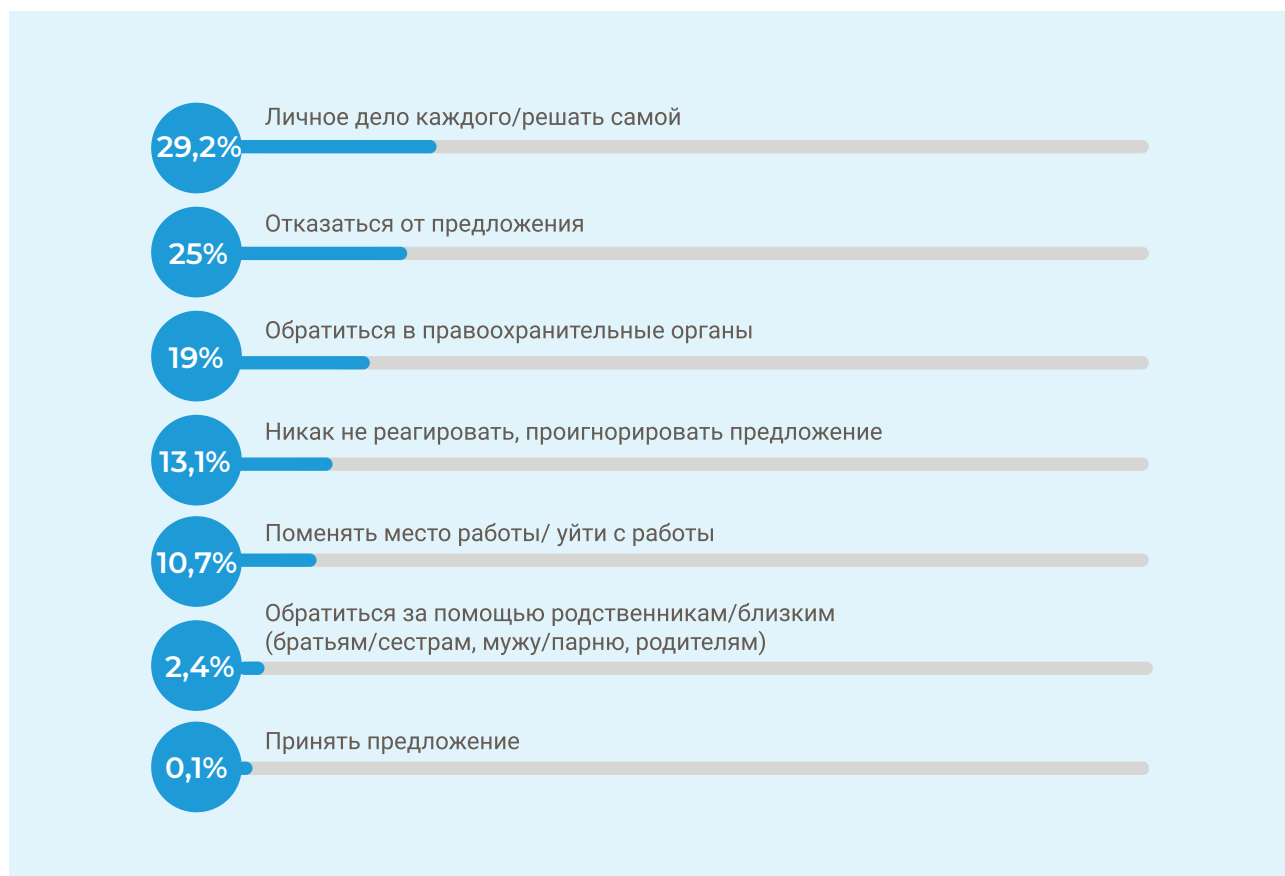 Личное дело каждого/решать самой
29,2%
Отказаться от предложения
25%
Обратиться в правоохранительные органы
19%
Никак не реагировать, проигнорировать предложение
13,1%
Поменять место работы/ уйти с работы
10,7%
Обратиться за помощью родственникам/близким
(братьям/сестрам, мужу/парню, родителям)
2,4%
Принять предложение
0,1%